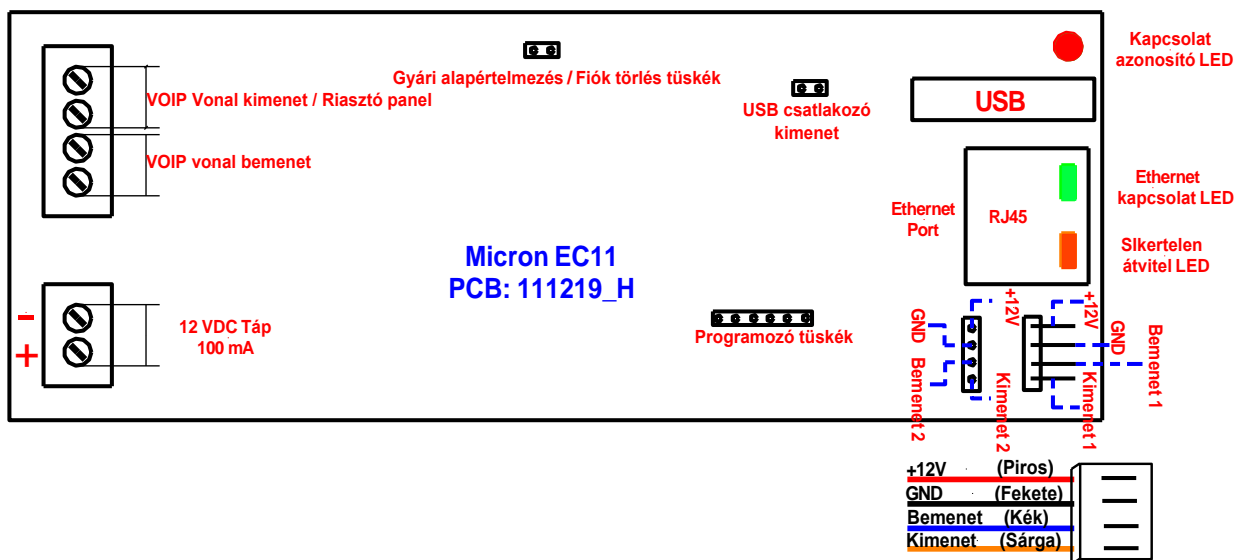 Kapcsolat
azonosító LED
Gyári alapértelmezés / Fiók törlés tüskék
VOIP Vonal kimenet / Riasztó panel
USB csatlakozó
kimenet
USB
VOIP vonal bemenet
Ethernet
kapcsolat LED
Ethernet
Port
RJ45
SIkertelen
átvitel LED
Micron EC11
PCB: 111219_H
-
+
12 VDC Táp
100 mA
Programozó tüskék
GND
+12V
Bemenet 2
Kimenet 2
+12V
GND
Bemenet 1
Kimenet 1
+12V (Piros)
GND (Fekete)
Bemenet (Kék)
Kimenet (Sárga)